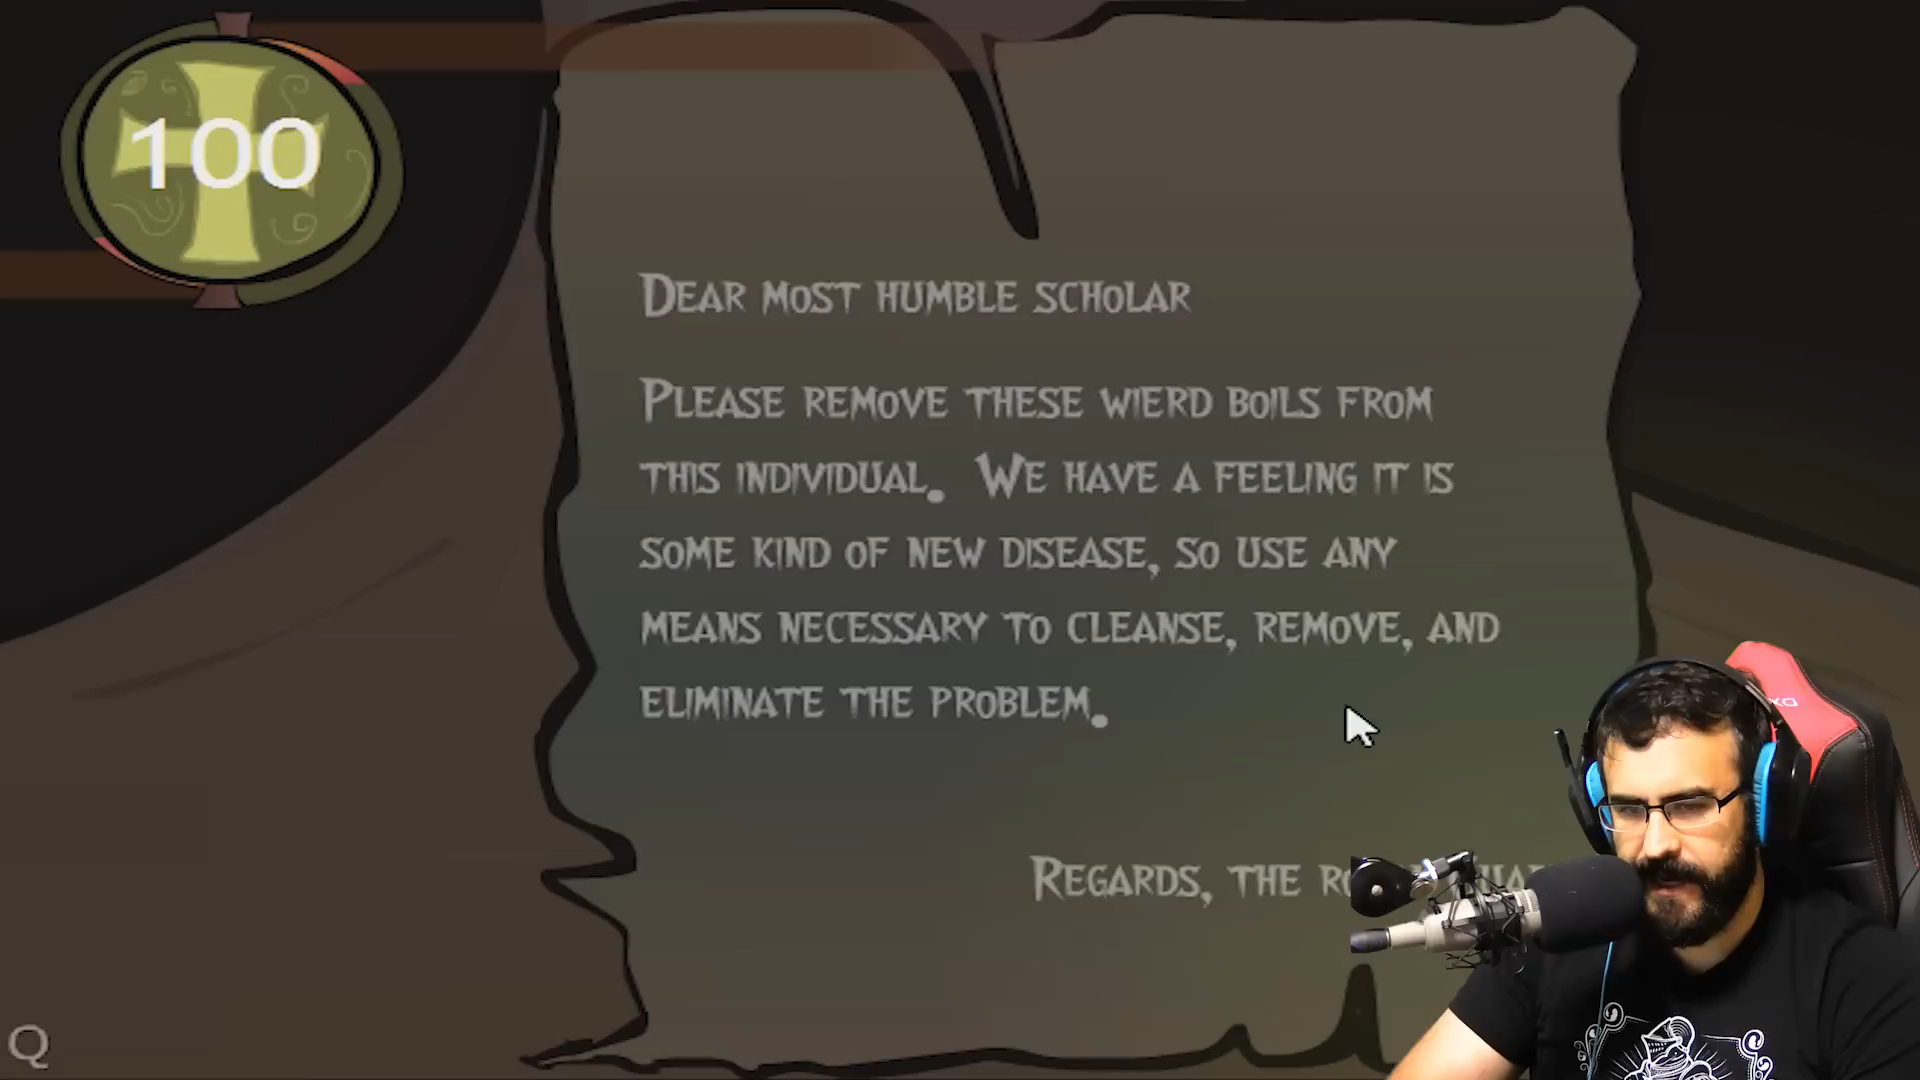 100
Dear most humble scholar
Please remove these wierd boils from
this individual. We have a feeling it is
some kind of new disease, so use any
means necessary to cleanse, remove, and
eliminate the problem.
Regards, the
Q